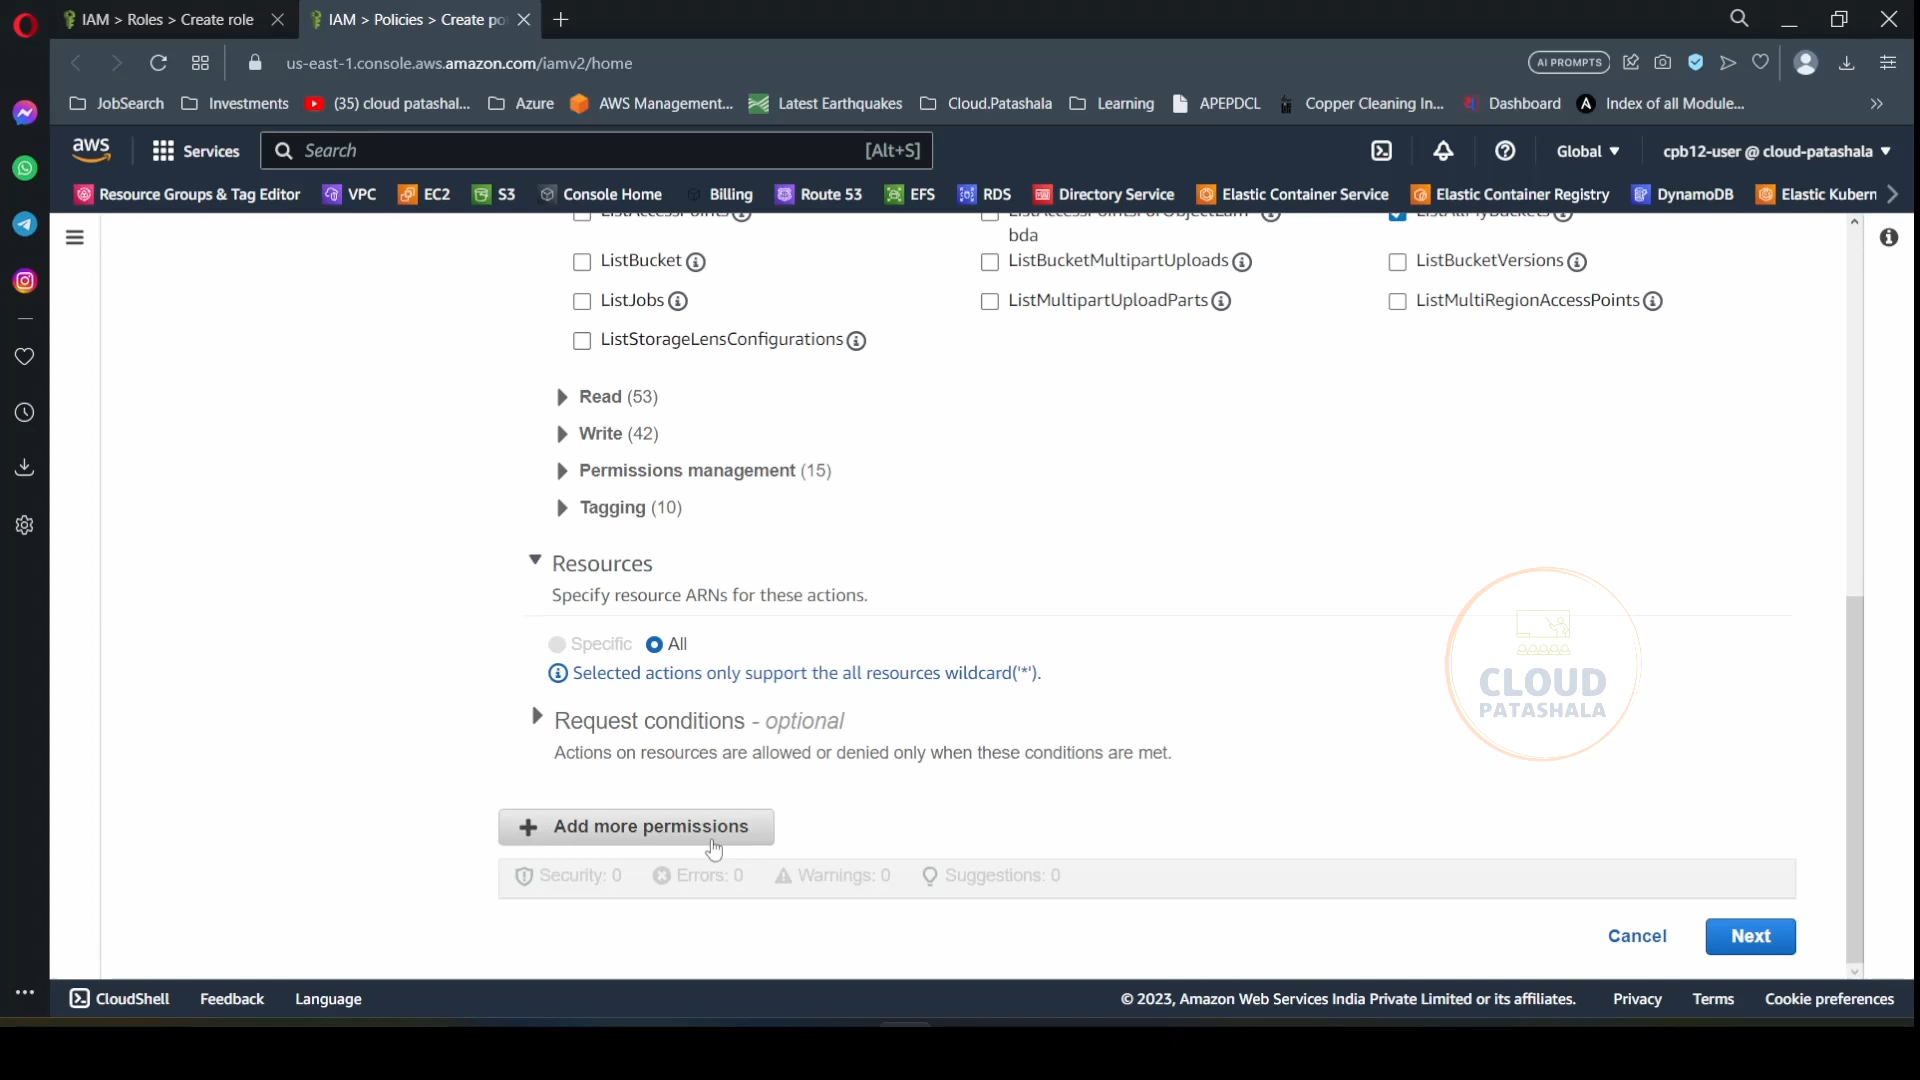 IAM > Roles > Create role
IAM > Policies > Create po
us-east-1.console.aws.amazon.com/iamv2/home
AI PROMPTS
JobSearch Investments (35) cloud patashal... Azure AWS Management... Latest Earthquakes Cloud.Patashala Learning APEPDCL Copper Cleaning In... Dashboard Index of all Module...
aws Services Search [Alt+S] Global cpb12-user @ cloud-patashala
Resource Groups & Tag Editor VPC EC2 S3 Console Home Billing Route 53 EFS RDS Directory Service Elastic Container Service Elastic Container Registry DynamoDB Elastic Kubern
ListAccessPoints ListAccessPointsForObjectLam ListAllMyBuckets
bda
ListBucket ListBucketMultipartUploads ListBucketVersions
ListJobs ListMultipartUploadParts ListMultiRegionAccessPoints
ListStorageLensConfigurations
Read (53)
Write (42)
Permissions management (15)
Tagging (10)
Resources
Specify resource ARNs for these actions.
Specific All
Selected actions only support the all resources wildcard('*').
Request conditions - optional
Actions on resources are allowed or denied only when these conditions are met.
CLOUD
PATASHALA
+ Add more permissions
Security: 0 Errors: 0 Warnings: 0 Suggestions: 0
Cancel Next
CloudShell Feedback Language © 2023, Amazon Web Services India Private Limited or its affiliates. Privacy Terms Cookie preferences